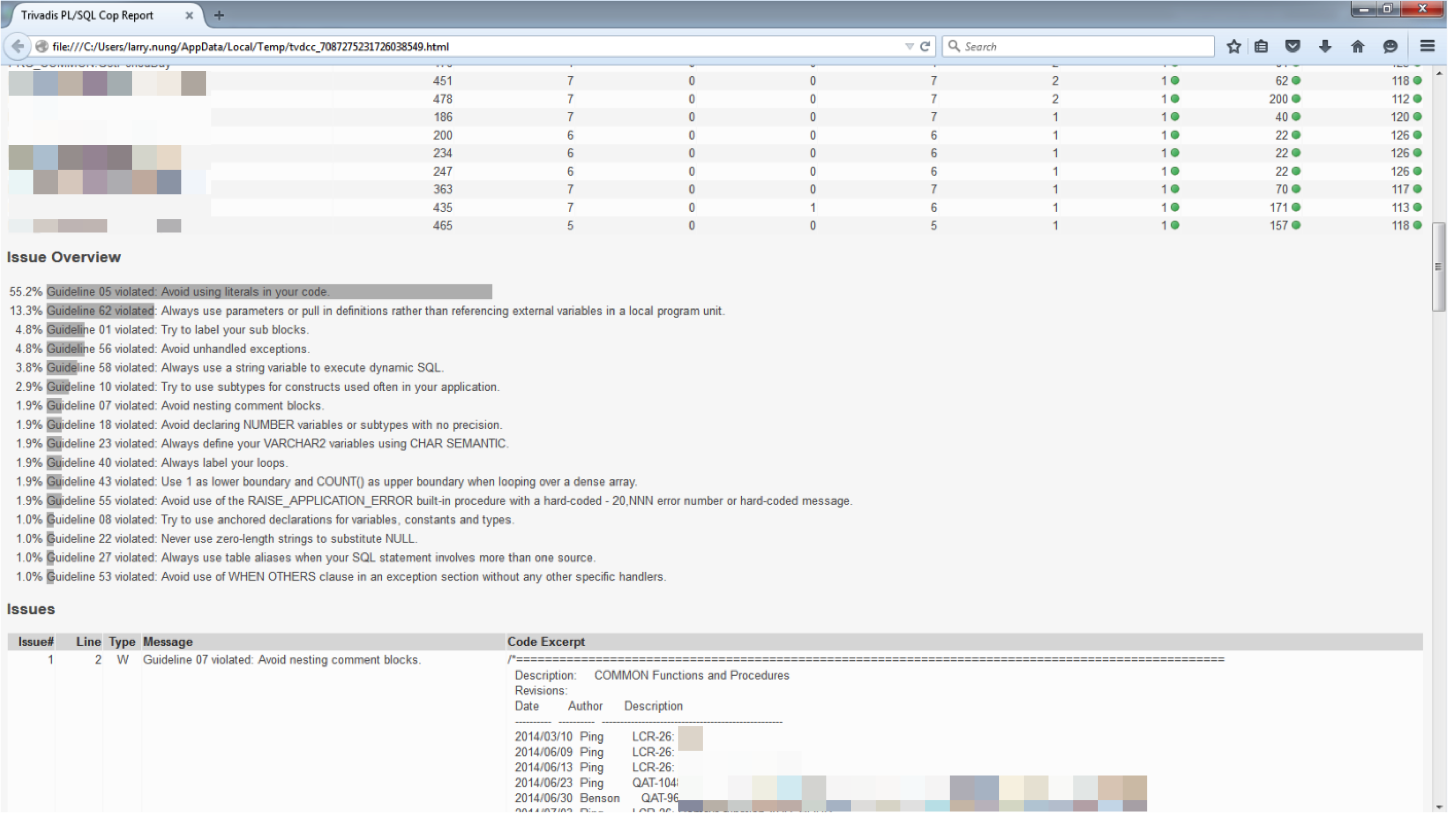 Trivadis PL/SQL Cop Report
file:///C:/Users/larry.nung/AppData/Local/Temp/tvdcc_7087275231726038549.html
Search
451 7 0 0 7 2 1 62 118
478 7 0 0 7 2 1 200 112
186 7 0 0 7 1 1 40 120
200 6 0 0 6 1 1 22 126
234 6 0 0 6 1 1 22 126
247 6 0 0 6 1 1 22 126
363 7 0 0 7 1 1 70 117
435 7 0 1 6 1 1 171 113
465 5 0 0 5 1 1 157 118
Issue Overview
55.2% Guideline 05 violated: Avoid using literals in your code.
13.3% Guideline 62 violated: Always use parameters or pull in definitions rather than referencing external variables in a local program unit.
4.8% Guideline 01 violated: Try to label your sub blocks.
4.8% Guideline 56 violated: Avoid unhandled exceptions.
3.8% Guideline 58 violated: Always use a string variable to execute dynamic SQL.
2.9% Guideline 10 violated: Try to use subtypes for constructs used often in your application.
1.9% Guideline 07 violated: Avoid nesting comment blocks.
1.9% Guideline 18 violated: Avoid declaring NUMBER variables or subtypes with no precision.
1.9% Guideline 23 violated: Always define your VARCHAR2 variables using CHAR SEMANTIC.
1.9% Guideline 40 violated: Always label your loops.
1.9% Guideline 43 violated: Use 1 as lower boundary and COUNT() as upper boundary when looping over a dense array.
1.9% Guideline 55 violated: Avoid use of the RAISE_APPLICATION_ERROR built-in procedure with a hard-coded - 20,NNN error number or hard-coded message.
1.0% Guideline 08 violated: Try to use anchored declarations for variables, constants and types.
1.0% Guideline 22 violated: Never use zero-length strings to substitute NULL.
1.0% Guideline 27 violated: Always use table aliases when your SQL statement involves more than one source.
1.0% Guideline 53 violated: Avoid use of WHEN OTHERS clause in an exception section without any other specific handlers.
Issues
Issue# Line Type Message Code Excerpt
1 2 W Guideline 07 violated: Avoid nesting comment blocks. /*==================================================================================================
Description: COMMON Functions and Procedures
Revisions:
Date Author Description
---------- ---------- --------------------------------------------------
2014/03/10 Ping LCR-26:
2014/06/09 Ping LCR-26:
2014/06/13 Ping LCR-26:
2014/06/23 Ping QAT-104
2014/06/30 Benson QAT-96